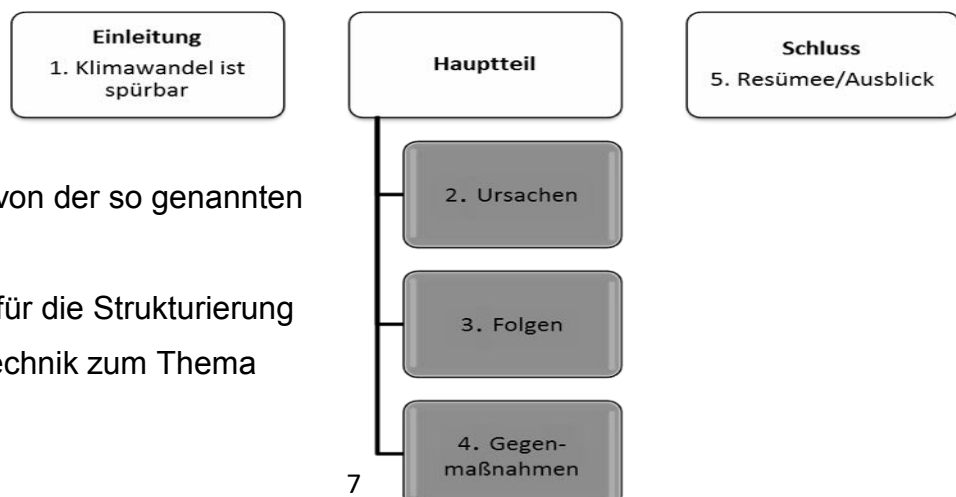 Einleitung
1. Klimawandel ist
spürbar
Hauptteil
Schluss
5. Resümee/Ausblick
von der so genannten
für die Strukturierung
echnik zum Thema
2. Ursachen
3. Folgen
4. Gegen-
maßnahmen
7